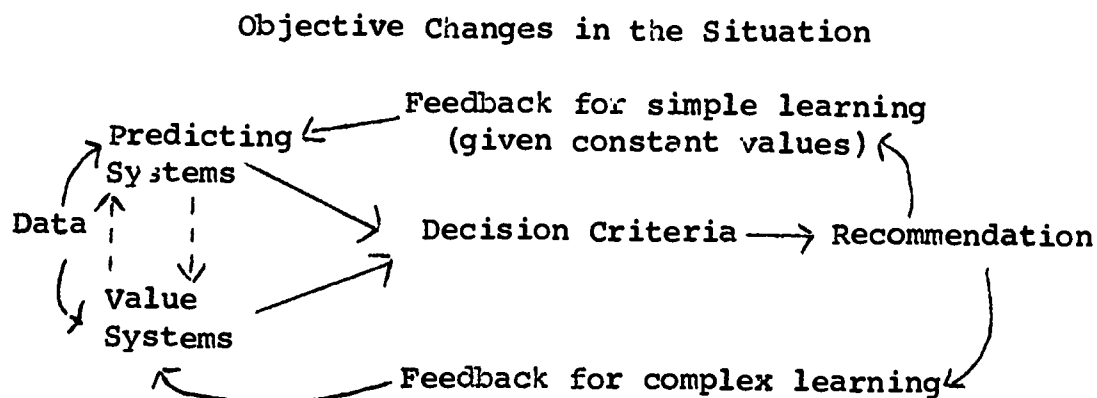 Objective Changes in the Situation
Feedback for simple learning
(given constant values)
Predicting
Systems
Data
Decision Criteria
Recommendation
Value
Systems
Feedback for complex learning